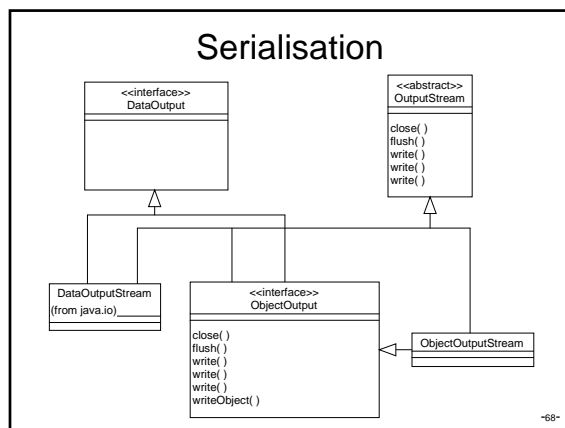 Serialisation
<<interface>>
DataOutput
<<abstract>>
OutputStream
close( )
flush( )
write( )
write( )
write( )
DataOutputStream
(from java.io)
<<interface>>
ObjectOutput
close( )
flush( )
write( )
write( )
write( )
writeObject( )
ObjectOutputStream
-68-